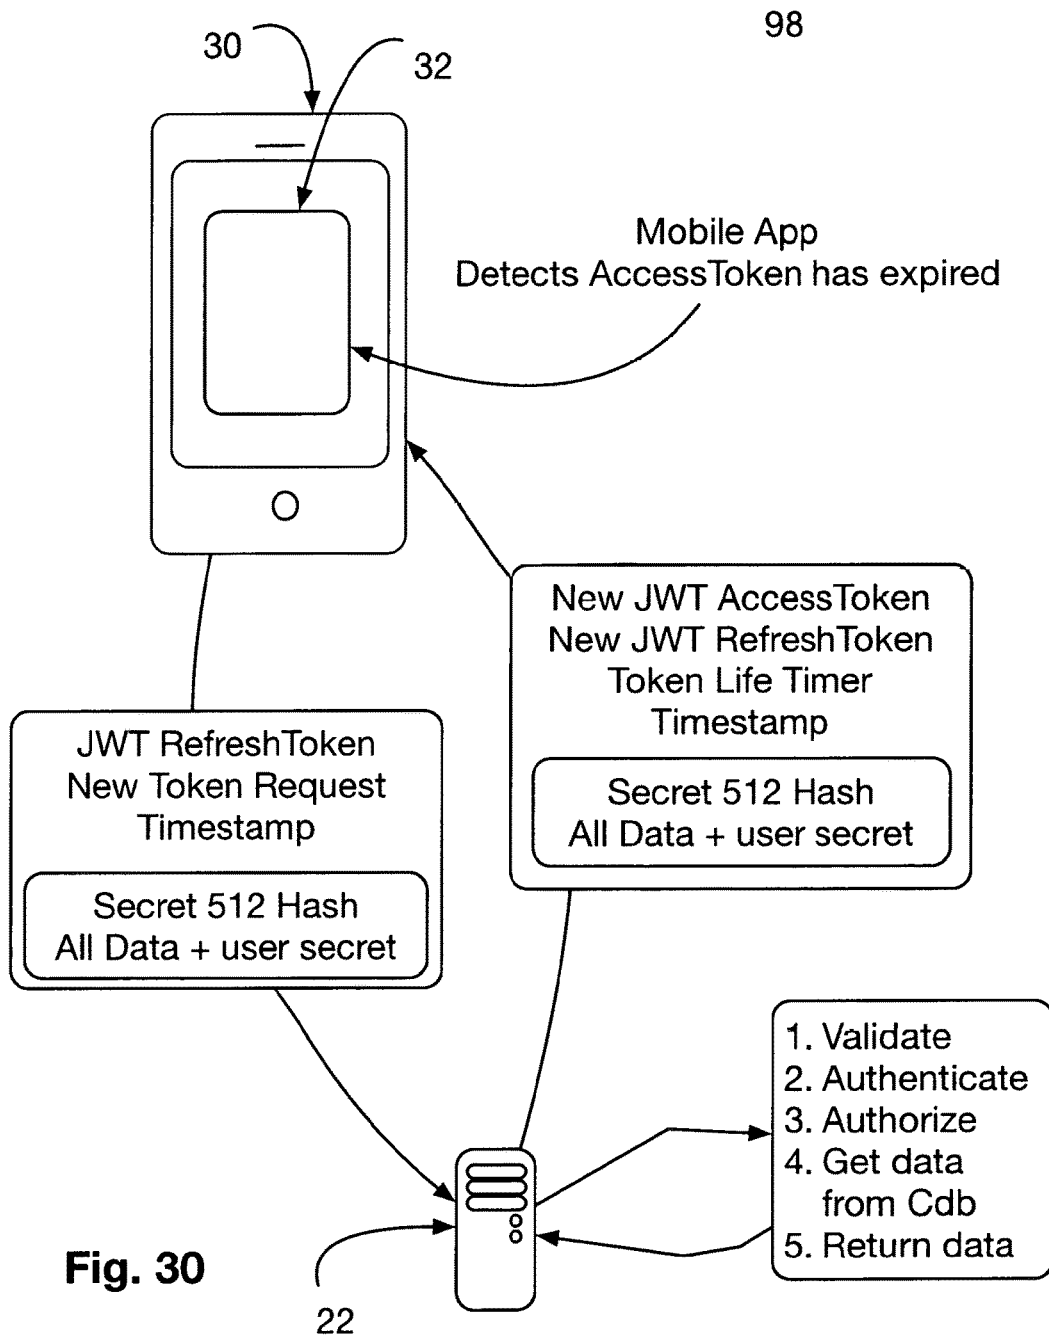 98
30
32
Mobile App
Detects AccessToken has expired
New JWT AccessToken
New JWT RefreshToken
Token Life Timer
Timestamp
Secret 512 Hash
All Data + user secret
JWT RefreshToken
New Token Request
Timestamp
Secret 512 Hash
All Data + user secret
1. Validate
2. Authenticate
3. Authorize
4. Get data
from Cdb
5. Return data
Fig. 30
22